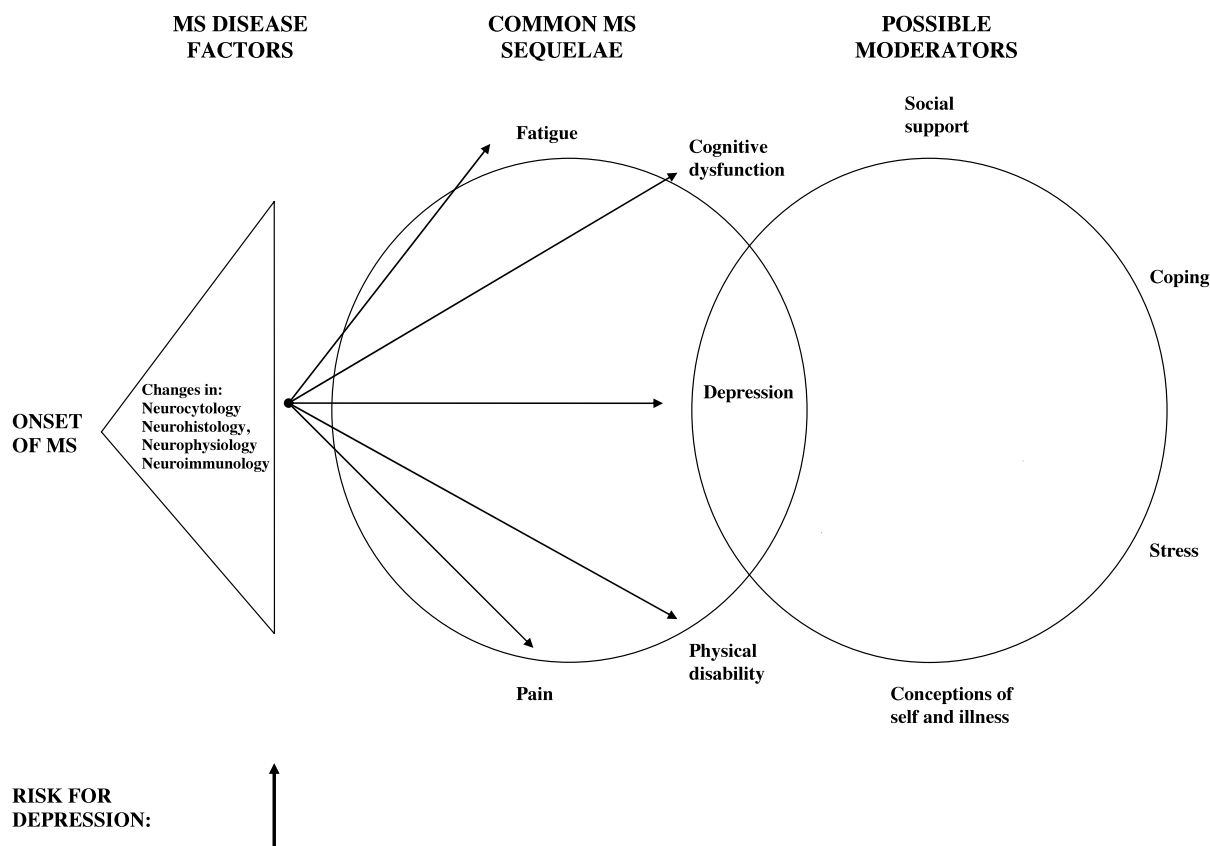 MS DISEASE
FACTORS
COMMON MS
SEQUELAE
POSSIBLE
MODERATORS
Social
support
Fatigue
Cognitive
dysfunction
Coping
Changes in:
Neurocytology
Neurohistology,
Neurophysiology
Neuroimmunology
Depression
ONSET
OF MS
Stress
Physical
disability
Pain
Conceptions of
self and illness
RISK FOR
DEPRESSION: